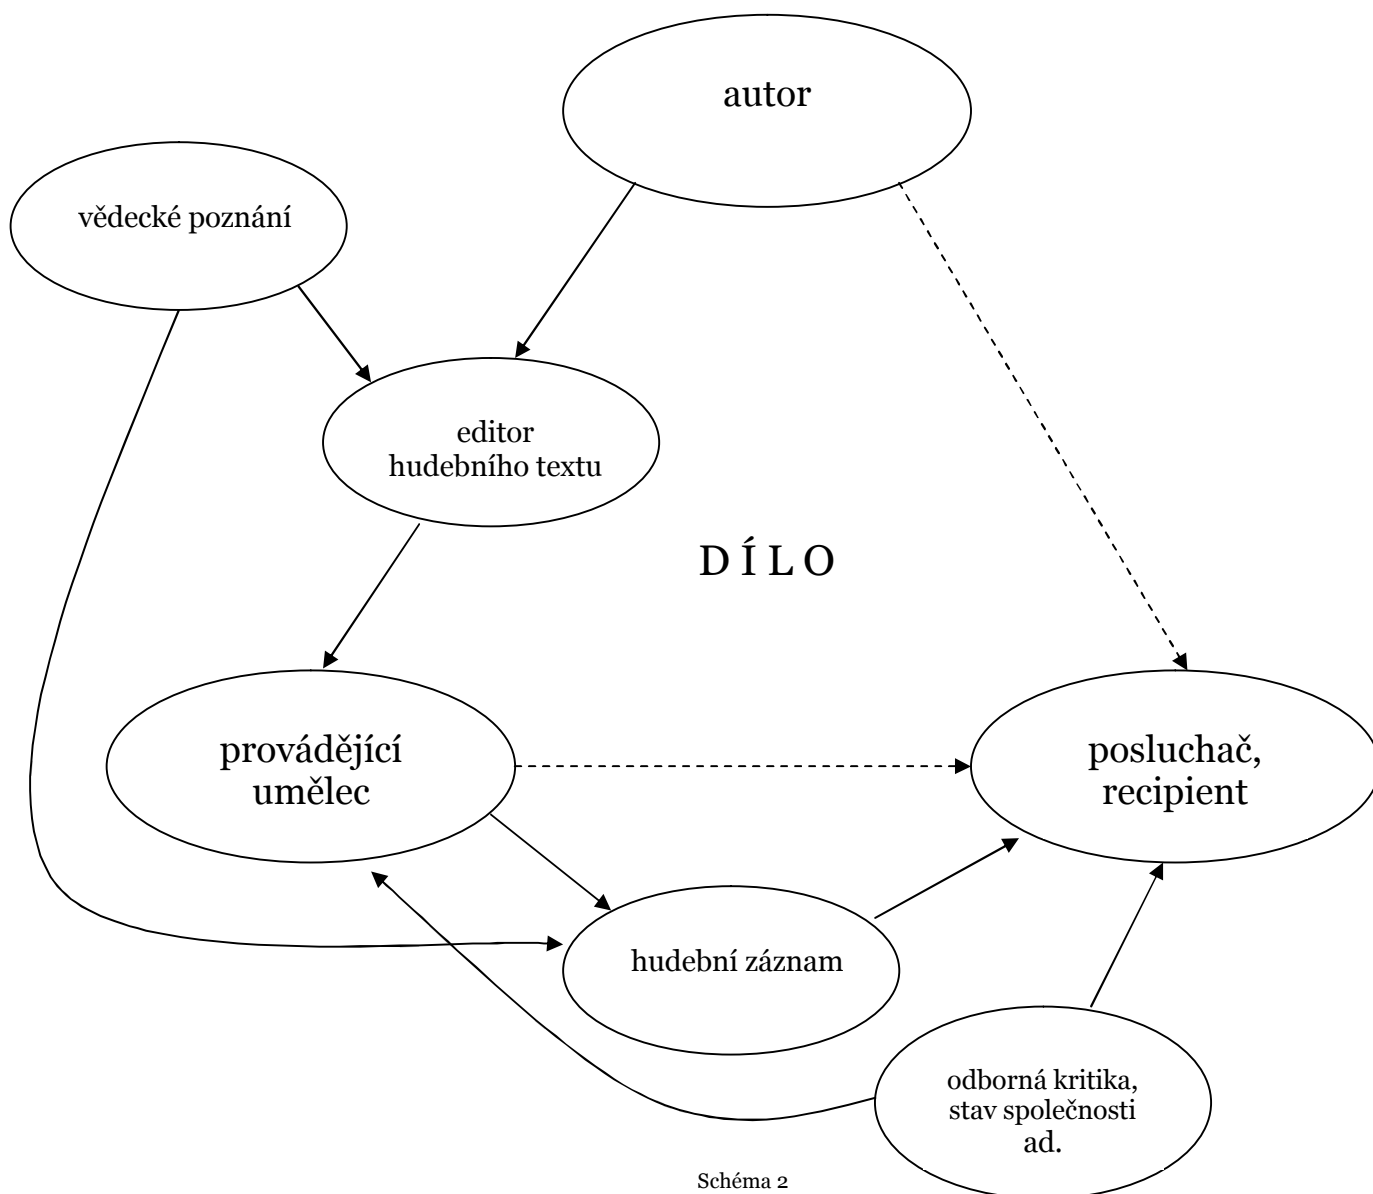 autor
vědecké poznání
editor
hudebního textu
D Í L O
provádějící
umělec
posluchač,
recipient
hudební záznam
odborná kritika,
stav společnosti
ad.
Schéma 2